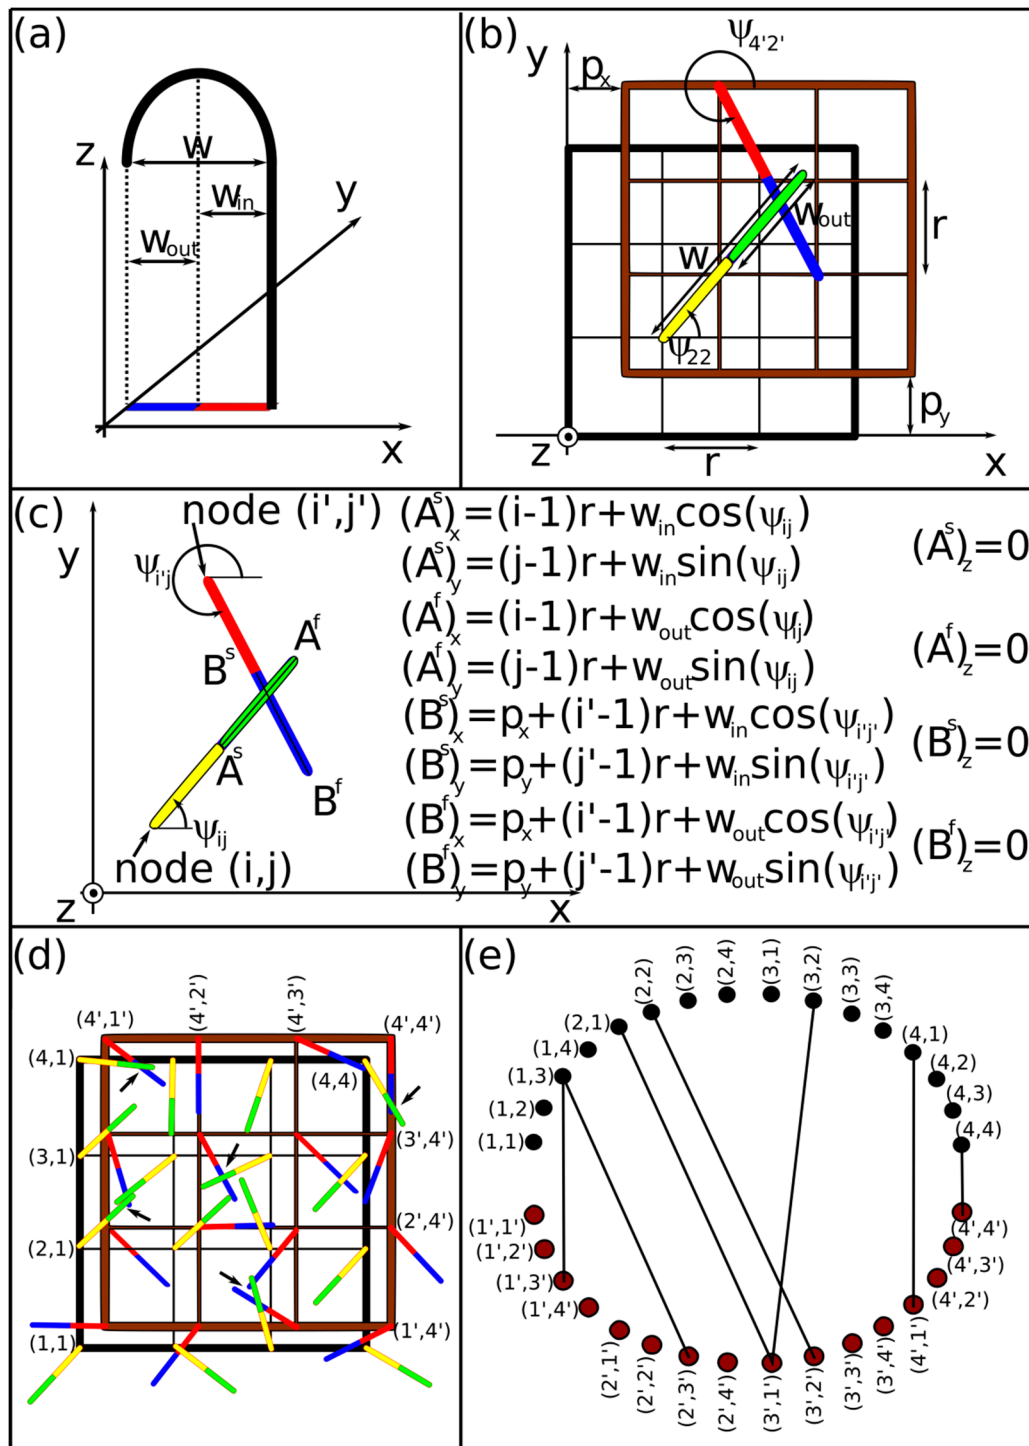 (a)
z
w
w_in
w_out
y
x
(b)
y
p_x
ψ_4'2'
w_out
r
w
ψ_22
p_y
z
r
x
(c)
node (i',j')
y
ψ_i'j'
A^f
B^s
A^s
B^f
ψ_ij
node (i,j)
z
x
(A^s)_x=(i-1)r+w_in cos(ψ_ij)
(A^s)_y=(j-1)r+w_in sin(ψ_ij)
(A^s)_z=0
(A^f)_x=(i-1)r+w_out cos(ψ_ij)
(A^f)_y=(j-1)r+w_out sin(ψ_ij)
(A^f)_z=0
(B^s)_x=p_x+(i'-1)r+w_in cos(ψ_i'j')
(B^s)_y=p_y+(j'-1)r+w_in sin(ψ_i'j')
(B^s)_z=0
(B^f)_x=p_x+(i'-1)r+w_out cos(ψ_i'j')
(B^f)_y=p_y+(j'-1)r+w_out sin(ψ_i'j')
(B^f)_z=0
(d)
(4',1')
(4',2')
(4',3')
(4',4')
(4,1)
(4,4)
(3,1)
(3',4')
(2,1)
(2',4')
(1,1)
(1',4')
(e)
(1,1)
(1,2)
(1,3)
(1,4)
(2,1)
(2,2)
(2,3)
(2,4)
(3,1)
(3,2)
(3,3)
(3,4)
(4,1)
(4,2)
(4,3)
(4,4)
(1',1')
(1',2')
(1',3')
(1',4')
(2',1')
(2',2')
(2',3')
(2',4')
(3',1')
(3',2')
(3',3')
(3',4')
(4',1')
(4',2')
(4',3')
(4',4')